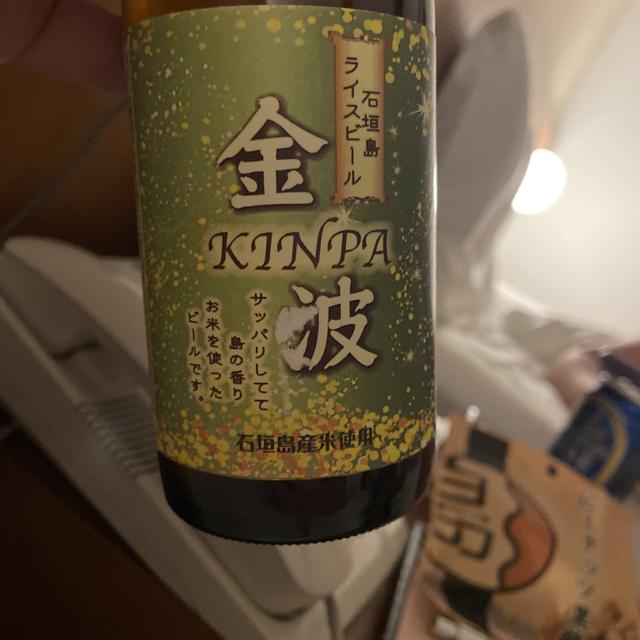 石垣島
ライスビール
金
KINPA
波
サッパリしてて
島の香り
お米を使った
ビールです。
石垣島産米使用